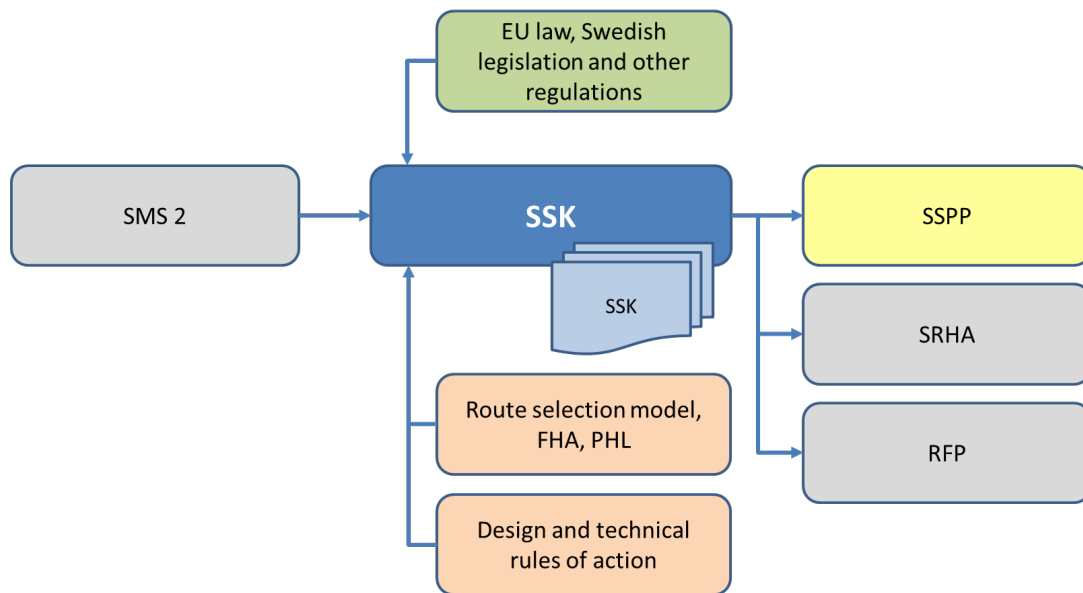 EU law, Swedish
legislation and other
regulations
SMS 2
SSK
SSPP
SSK
SRHA
Route selection model,
FHA, PHL
RFP
Design and technical
rules of action